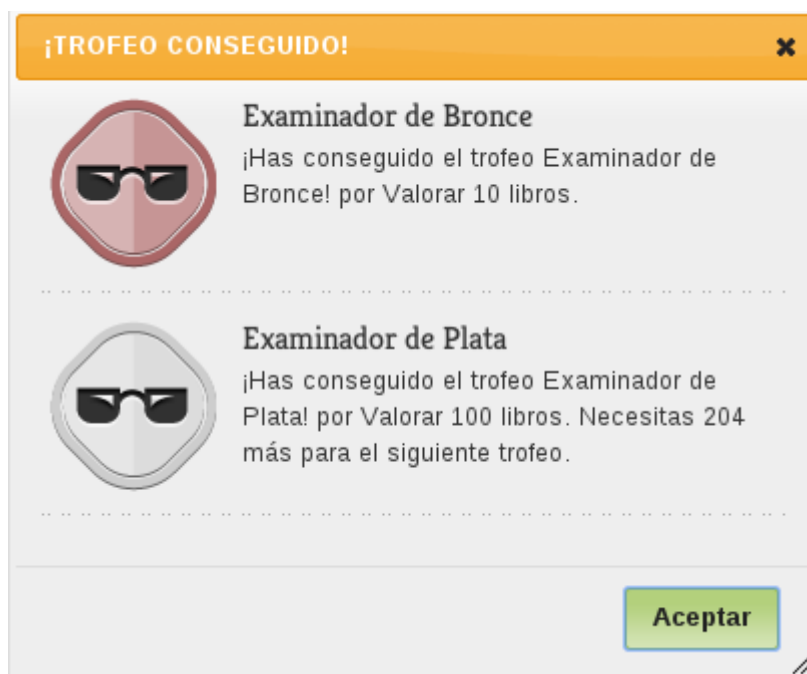 ¡TROFEO CONSEGUIDO!
Examinador de Bronce
¡Has conseguido el trofeo Examinador de
Bronce! por Valorar 10 libros.
Examinador de Plata
¡Has conseguido el trofeo Examinador de
Plata! por Valorar 100 libros. Necesitas 204
más para el siguiente trofeo.
Aceptar